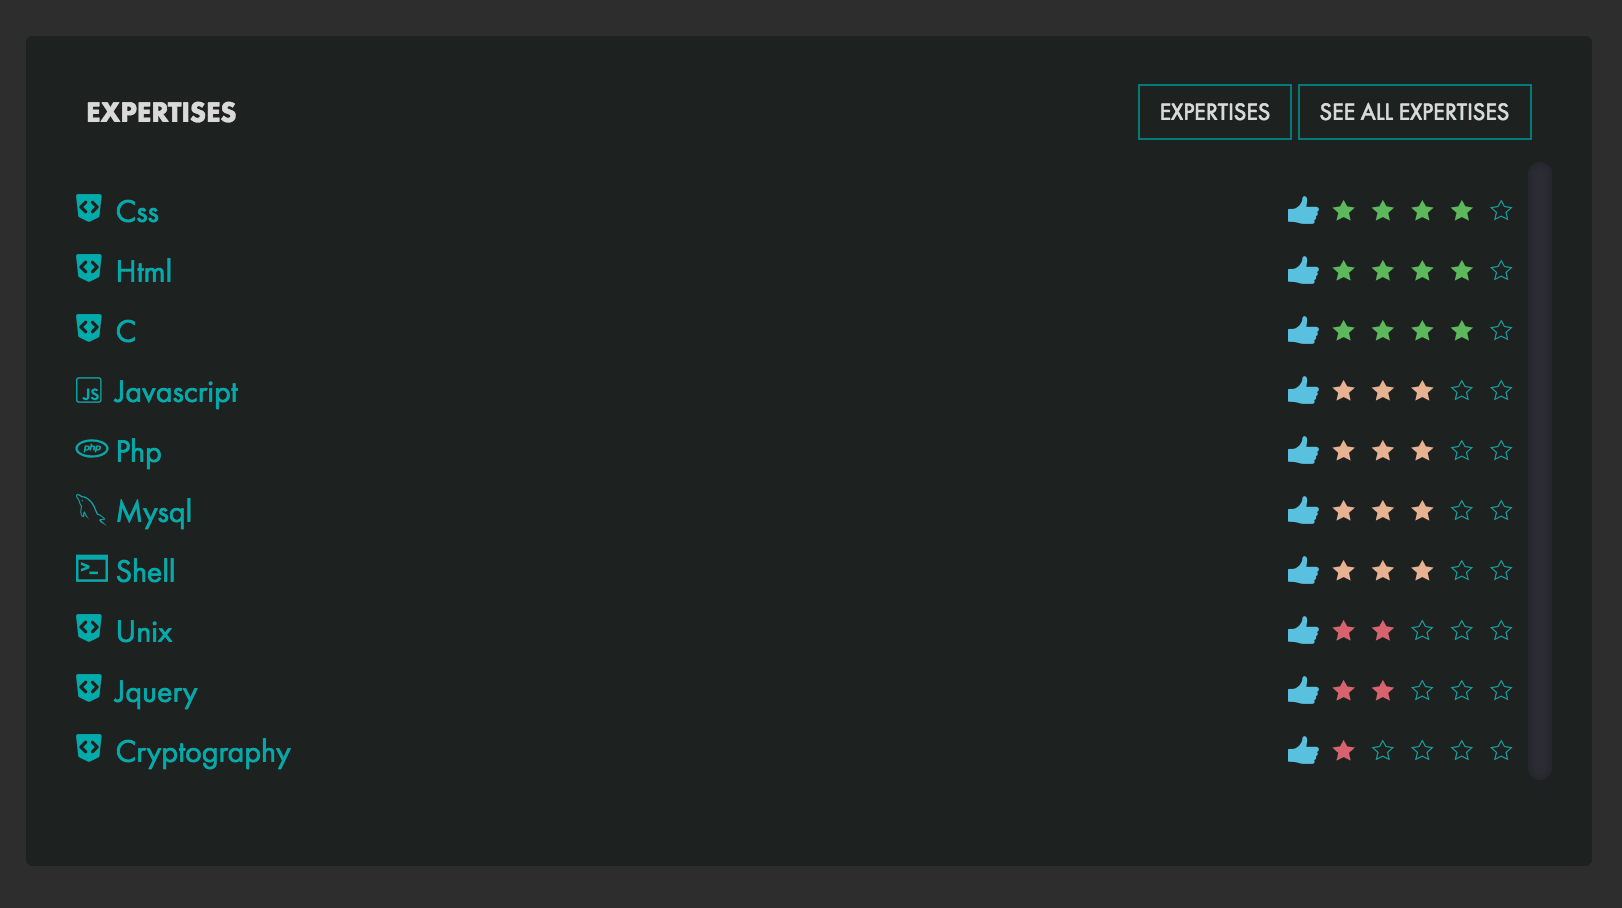 EXPERTISES
EXPERTISES
SEE ALL EXPERTISES
Css
Html
C
JS Javascript
php Php
Mysql
>_ Shell
Unix
Jquery
Cryptography